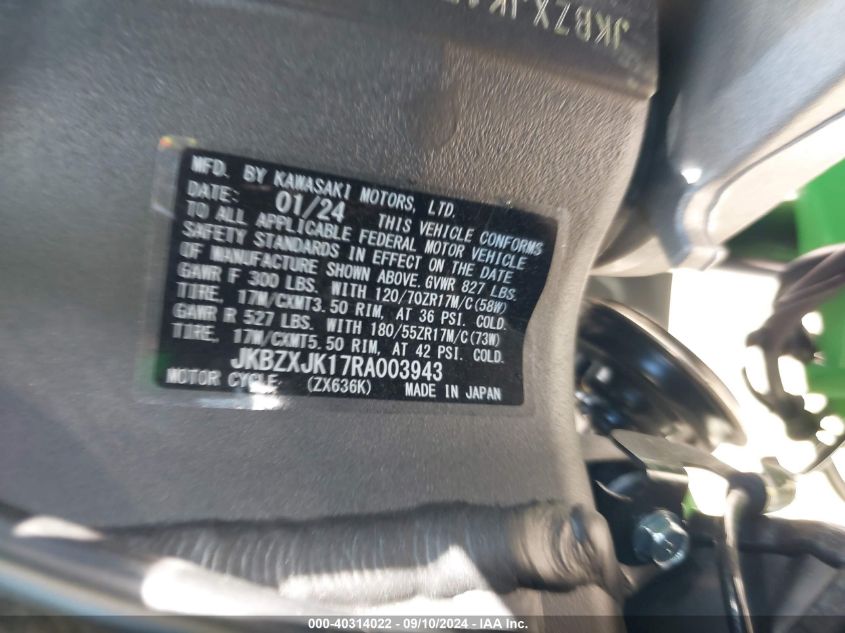 JKBZXJK17
MFD. BY KAWASAKI MOTORS, LTD.
DATE: 01/24 THIS VEHICLE CONFORMS
TO ALL APPLICABLE FEDERAL MOTOR VEHICLE
SAFETY STANDARDS IN EFFECT ON THE DATE
OF MANUFACTURE SHOWN ABOVE. GVWR 827 LBS.
GAWR F 300 LBS. WITH 120/70ZR17M/C(58W)
TIRE, 17M/CXMT3.50 RIM, AT 36 PSI. COLD.
GAWR R 527 LBS. WITH 180/55ZR17M/C(73W)
TIRE, 17M/CXMT5.50 RIM, AT 42 PSI. COLD.
JKBZXJK17RA003943
MOTOR CYCLE (ZX636K) MADE IN JAPAN
000-40314022 - 09/10/2024 - IAA Inc.